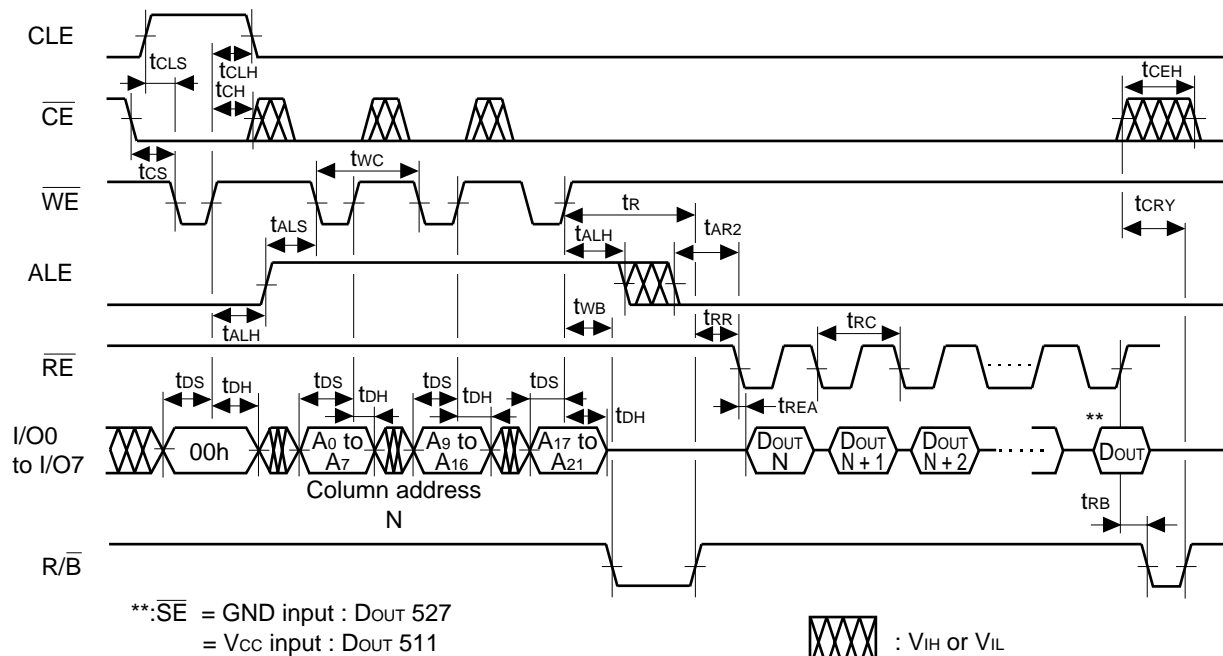 CLE
tCLS
tCLH
tCH
tCEH
CE
tCS
tWC
WE
tR
tCRY
tALS
tALH
tAR2
ALE
tALH
tWB
tRR
tRC
RE
tDS
tDH
tDS
tDH
tDS
tDH
tDS
tDH
tREA
**
I/O0
to I/O7
00h
A0 to
A7
A9 to
A16
A17 to
A21
DOUT
N
DOUT
N + 1
DOUT
N + 2
DOUT
Column address
N
tRB
R/B
**:SE = GND input : DOUT 527
= VCC input : DOUT 511
: VIH or VIL